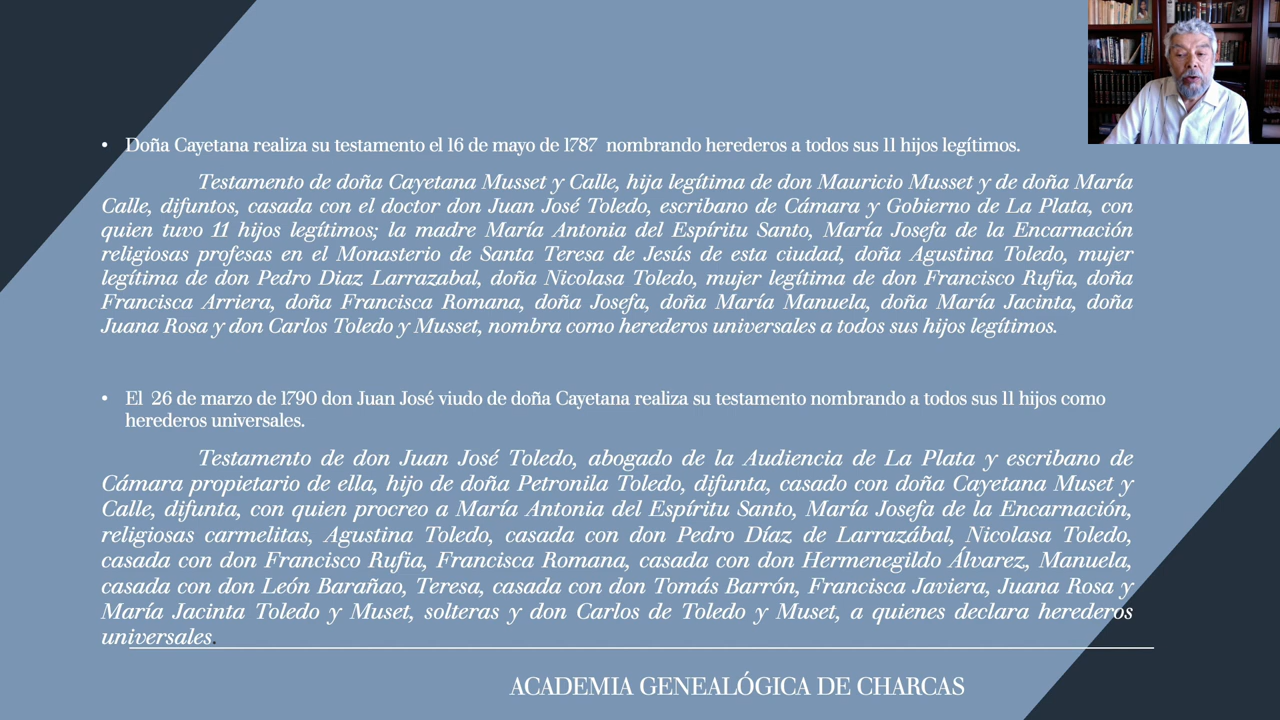 • Doña Cayetana realiza su testamento el 16 de mayo de 1787 nombrando herederos a todos sus 11 hijos legítimos.
Testamento de doña Cayetana Musset y Calle, hija legítima de don Mauricio Musset y de doña María
Calle, difuntos, casada con el doctor don Juan José Toledo, escribano de Cámara y Gobierno de La Plata, con
quien tuvo 11 hijos legítimos; la madre María Antonia del Espíritu Santo, María Josefa de la Encarnación
religiosas profesas en el Monasterio de Santa Teresa de Jesús de esta ciudad, doña Agustina Toledo, mujer
legítima de don Pedro Diaz Larrazabal, doña Nicolasa Toledo, mujer legítima de don Francisco Rufia, doña
Francisca Arriera, doña Francisca Romana, doña Josefa, doña María Manuela, doña María Jacinta, doña
Juana Rosa y don Carlos Toledo y Musset, nombra como herederos universales a todos sus hijos legítimos.
• El 26 de marzo de 1790 don Juan José viudo de doña Cayetana realiza su testamento nombrando a todos sus 11 hijos como
herederos universales.
Testamento de don Juan José Toledo, abogado de la Audiencia de La Plata y escribano de
Cámara propietario de ella, hijo de doña Petronila Toledo, difunta, casado con doña Cayetana Muset y
Calle, difunta, con quien procreo a María Antonia del Espíritu Santo, María Josefa de la Encarnación,
religiosas carmelitas, Agustina Toledo, casada con don Pedro Díaz de Larrazábal, Nicolasa Toledo,
casada con don Francisco Rufia, Francisca Romana, casada con don Hermenegildo Álvarez, Manuela,
casada con don León Barañao, Teresa, casada con don Tomás Barrón, Francisca Javiera, Juana Rosa y
María Jacinta Toledo y Muset, solteras y don Carlos de Toledo y Muset, a quienes declara herederos
universales.
ACADEMIA GENEALÓGICA DE CHARCAS